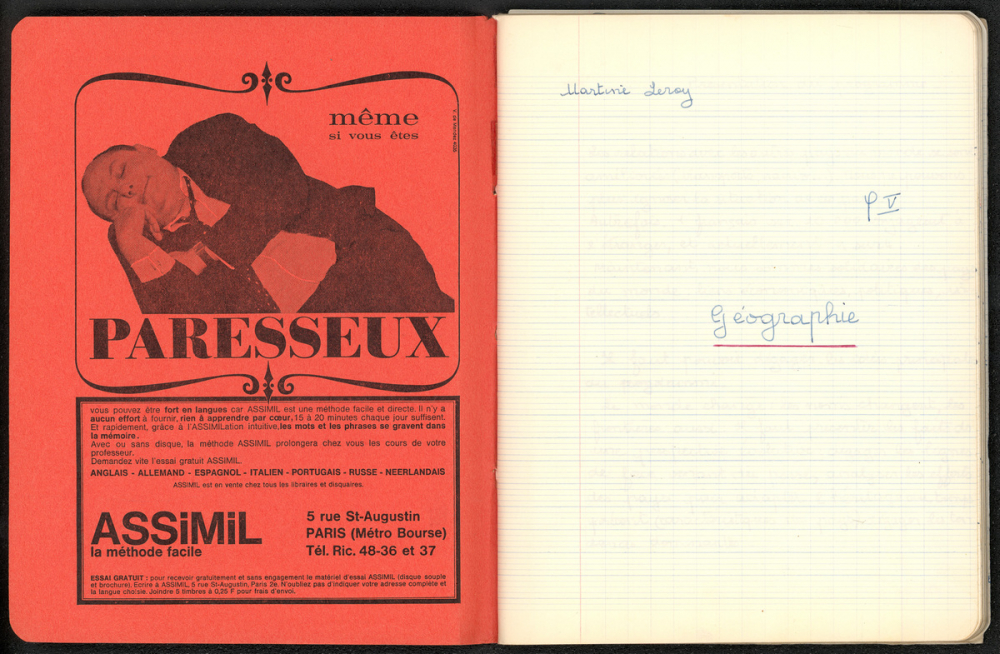 même
si vous êtes
PARESSEUX
vous pouvez être fort en langues car ASSIMIL est une méthode facile et directe. Il n'y a
aucun effort à fournir, rien à apprendre par cœur, 15 à 20 minutes chaque jour suffisent.
Et rapidement, grâce à l'ASSIMILation intuitive, les mots et les phrases se gravent dans
la mémoire.
Avec ou sans disque, la méthode ASSIMIL prolongera chez vous les cours de votre
professeur.
Demandez vite l'essai gratuit ASSIMIL.
ANGLAIS - ALLEMAND - ESPAGNOL - ITALIEN - PORTUGAIS - RUSSE - NEERLANDAIS
ASSIMIL est en vente chez tous les libraires et disquaires.
ASSiMiL
la méthode facile
5 rue St-Augustin
PARIS (Métro Bourse)
Tél. Ric. 48-36 et 37
ESSAI GRATUIT : pour recevoir gratuitement et sans engagement le matériel d'essai ASSIMIL (disque souple
et brochure). Ecrire à ASSIMIL, 5 rue St-Augustin, Paris 2e. N'oubliez pas d'indiquer votre adresse complète et
la langue choisie. Joindre 5 timbres à 0,25 F pour frais d'envoi.
Martine Leroy
φ V
Géographie